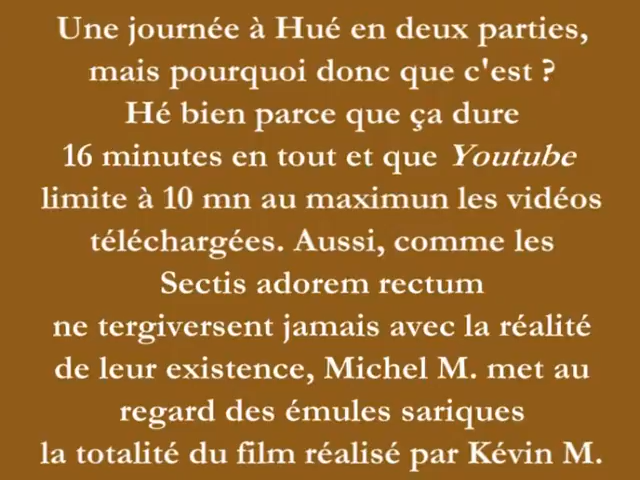 Une journée à Hué en deux parties,
mais pourquoi donc que c'est ?
Hé bien parce que ça dure
16 minutes en tout et que Youtube
limite à 10 mn au maximun les vidéos
téléchargées. Aussi, comme les
Sectis adorem rectum
ne tergiversent jamais avec la réalité
de leur existence, Michel M. met au
regard des émules sariques
la totalité du film réalisé par Kévin M.